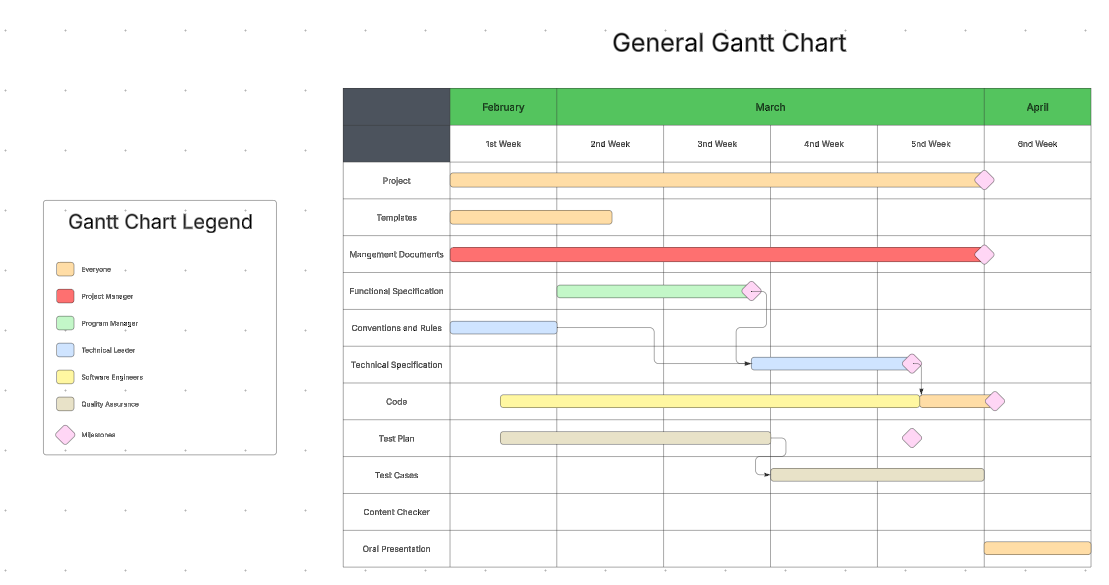 General Gantt Chart
February March April
1st Week 2nd Week 3nd Week 4nd Week 5nd Week 6nd Week
Project
Templates
Mangement Documents
Functional Specification
Conventions and Rules
Technical Specification
Code
Test Plan
Test Cases
Content Checker
Oral Presentation
Gantt Chart Legend
Everyone
Project Manager
Program Manager
Technical Leader
Software Engineers
Quality Assurance
Milestones